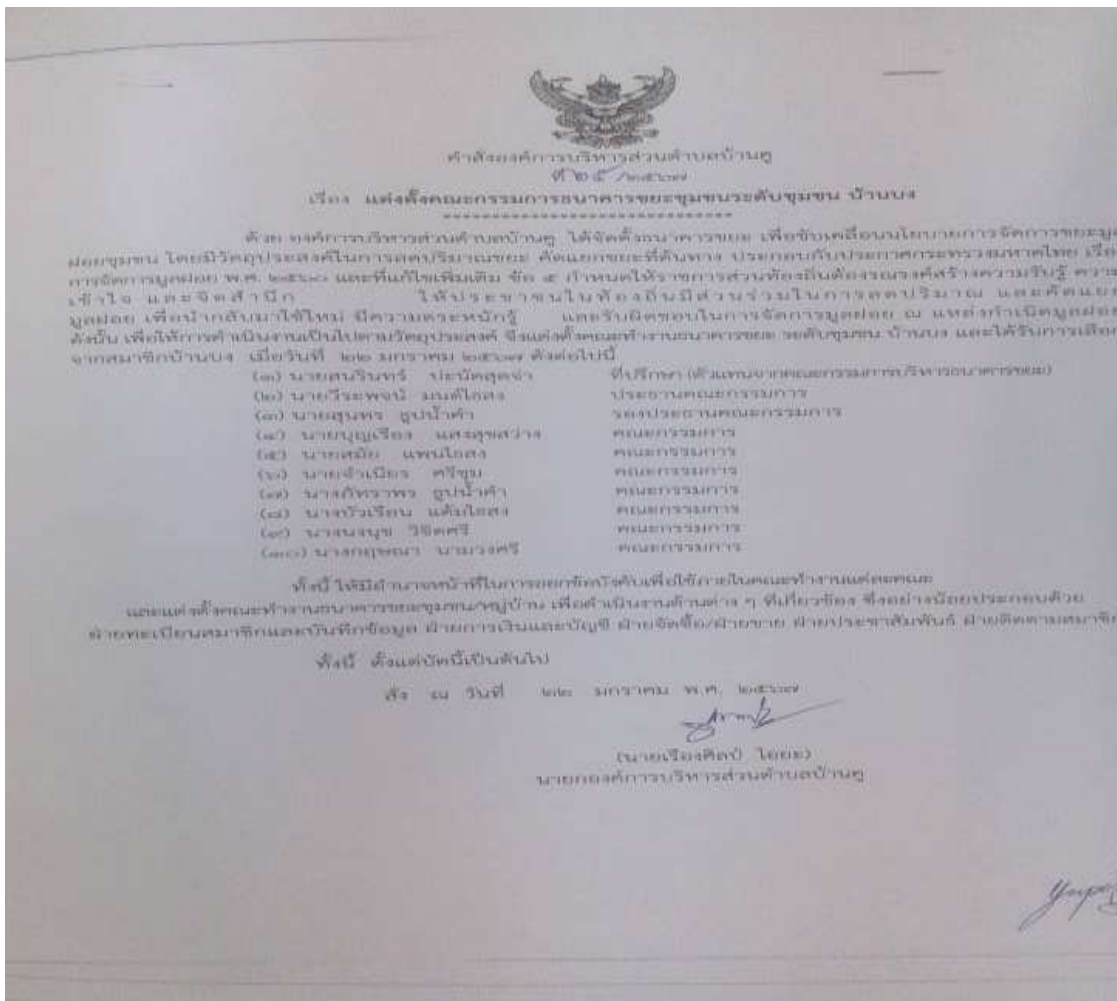 คำสั่งองค์การบริหารส่วนตำบลบ้านคู
ที่ ๒๕ /๒๕๖๗
เรื่อง แต่งตั้งคณะกรรมการธนาคารขยะชุมชนระดับชุมชน บ้านบง
******************************
ด้วย องค์การบริหารส่วนตำบลบ้านคู ได้จัดตั้งธนาคารขยะ เพื่อขับเคลื่อนนโยบายการจัดการขยะมูล
ฝอยชุมชน โดยมีวัตถุประสงค์ในการลดปริมาณขยะ คัดแยกขยะที่ต้นทาง ประกอบกับประกาศกระทรวงมหาดไทย เรื่อง
การจัดการมูลฝอย พ.ศ. ๒๕๖๐ และที่แก้ไขเพิ่มเติม ข้อ ๕ กำหนดให้ราชการส่วนท้องถิ่นต้องรณรงค์สร้างความรับรู้ ความ
เข้าใจ และจิตสำนึก ให้ประชาชนในท้องถิ่นมีส่วนร่วมในการลดปริมาณ และคัดแยก
มูลฝอย เพื่อนำกลับมาใช้ใหม่ มีความตระหนักรู้ และรับผิดชอบในการจัดการมูลฝอย ณ แหล่งกำเนิดมูลฝอย
ดังนั้น เพื่อให้การดำเนินงานเป็นไปตามวัตถุประสงค์ จึงแต่งตั้งคณะทำงานธนาคารขยะ ระดับชุมชน บ้านบง และได้รับการเลือก
จากสมาชิกบ้านบง เมื่อวันที่ ๒๒ มกราคม ๒๕๖๗ ดังต่อไปนี้
(๑) นายสนรินทร์ ปะนัดสุดจ่า ที่ปรึกษา (ตัวแทนจากคณะกรรมการบริหารธนาคารขยะ)
(๒) นายวีระพจน์ มนต์ไธสง ประธานคณะกรรมการ
(๓) นายสุนทร ธูปน้ำคำ รองประธานคณะกรรมการ
(๔) นายบุญเรือง แสงสุขสว่าง คณะกรรมการ
(๕) นายสมัย แพนไธสง คณะกรรมการ
(๖) นายจำเนียร ศรีชุม คณะกรรมการ
(๗) นางภัทราพร ธูปน้ำคำ คณะกรรมการ
(๘) นางบัวเรียน แต้มไธสง คณะกรรมการ
(๙) นางนงนุช วิจิตศรี คณะกรรมการ
(๑๐) นางกฤษณา นามวงศรี คณะกรรมการ
ทั้งนี้ ให้มีอำนาจหน้าที่ในการออกข้อบังคับเพื่อใช้ภายในคณะทำงานแต่ละคณะ
และแต่งตั้งคณะทำงานธนาคารขยะชุมชน/หมู่บ้าน เพื่อดำเนินงานด้านต่าง ๆ ที่เกี่ยวข้อง ซึ่งอย่างน้อยประกอบด้วย
ฝ่ายทะเบียนสมาชิกและบันทึกข้อมูล ฝ่ายการเงินและบัญชี ฝ่ายจัดซื้อ/ฝ่ายขาย ฝ่ายประชาสัมพันธ์ ฝ่ายติดตามสมาชิก
ทั้งนี้ ตั้งแต่บัดนี้เป็นต้นไป
สั่ง ณ วันที่ ๒๒ มกราคม พ.ศ. ๒๕๖๗
(นายเรืองศิลป์ ไอยะ)
นายกองค์การบริหารส่วนตำบลบ้านคู